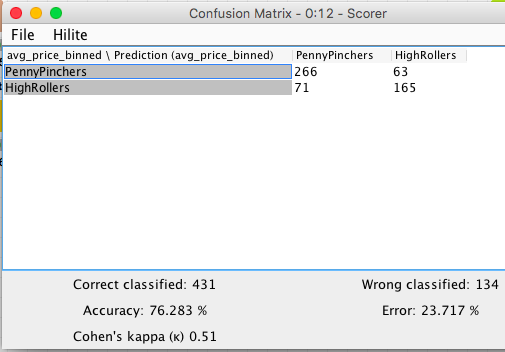 Confusion Matrix - 0:12 - Scorer
File Hilite
avg_price_binned \ Prediction (avg_price_binned) PennyPinchers HighRollers
PennyPinchers 266 63
HighRollers 71 165
Correct classified: 431 Wrong classified: 134
Accuracy: 76.283 % Error: 23.717 %
Cohen's kappa (κ) 0.51